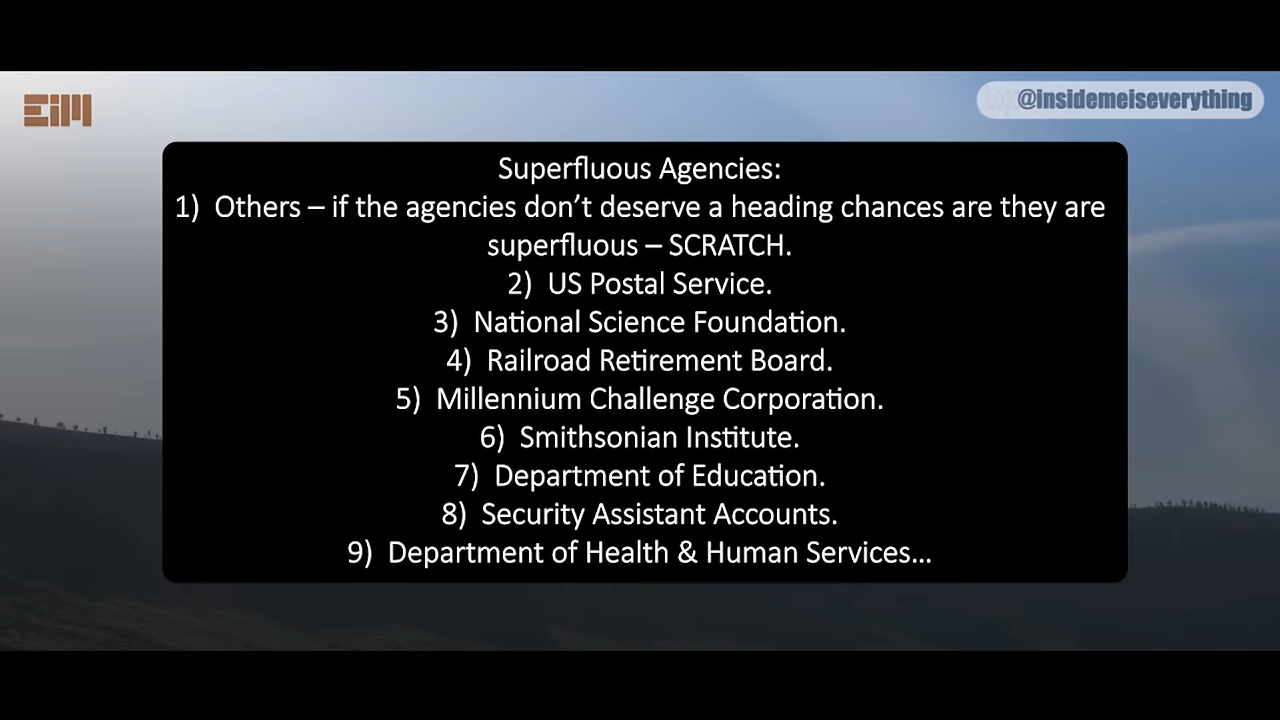 EiM
@insidemeiseverything
Superfluous Agencies:
1) Others – if the agencies don’t deserve a heading chances are they are
superfluous – SCRATCH.
2) US Postal Service.
3) National Science Foundation.
4) Railroad Retirement Board.
5) Millennium Challenge Corporation.
6) Smithsonian Institute.
7) Department of Education.
8) Security Assistant Accounts.
9) Department of Health & Human Services…